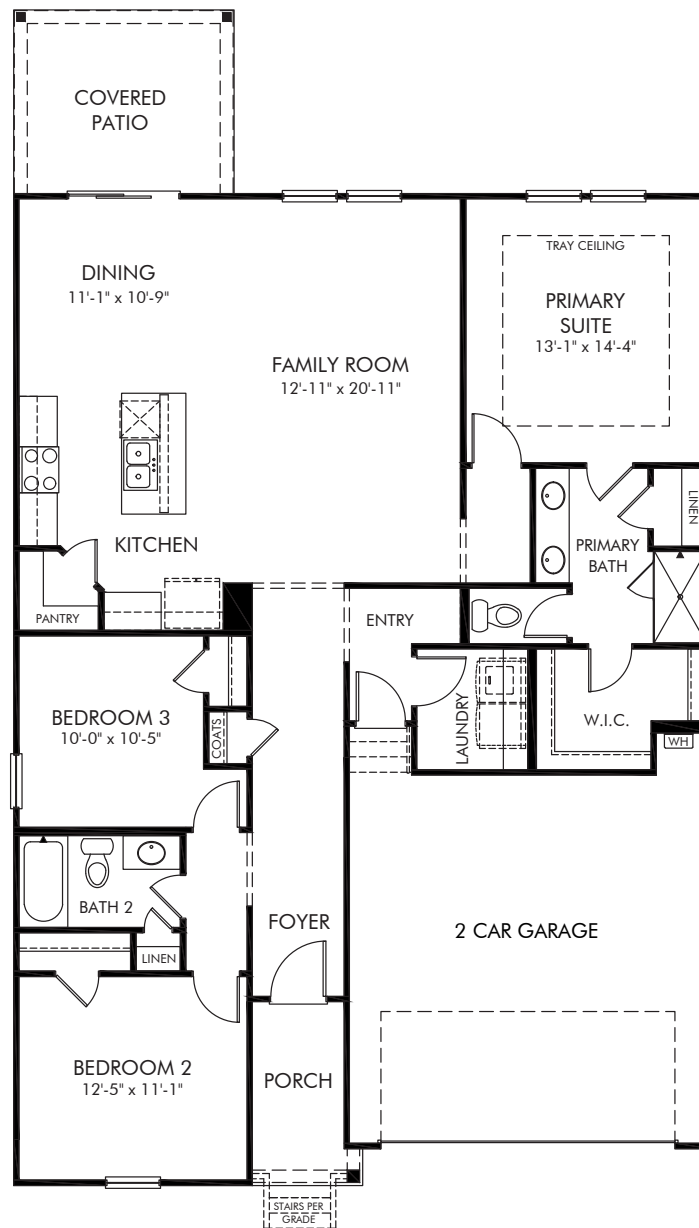 COVERED
PATIO
DINING
11'-1" x 10'-9"
TRAY CEILING
PRIMARY
SUITE
13'-1" x 14'-4"
FAMILY ROOM
12'-11" x 20'-11"
LINEN
KITCHEN
PRIMARY
BATH
PANTRY
ENTRY
BEDROOM 3
10'-0" x 10'-5"
COATS
LAUNDRY
W.I.C.
WH
BATH 2
LINEN
FOYER
2 CAR GARAGE
BEDROOM 2
12'-5" x 11'-1"
PORCH
STAIRS PER
GRADE